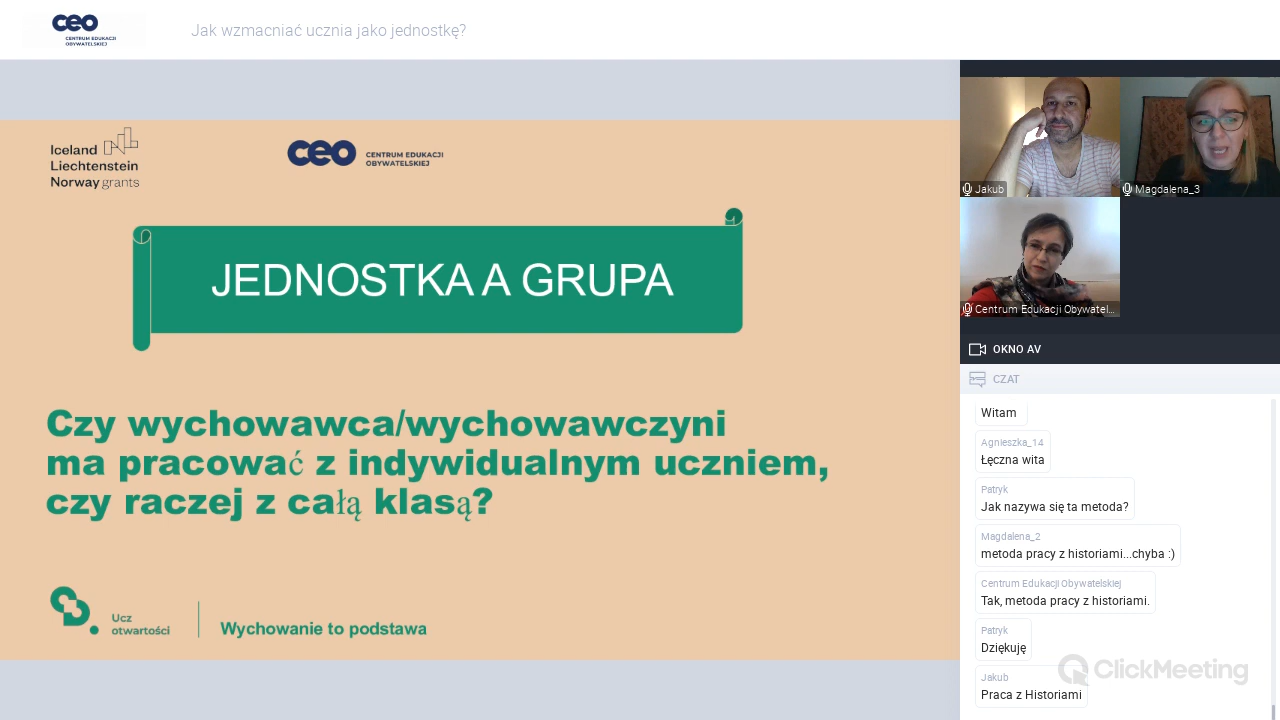 ceo
CENTRUM EDUKACJI
OBYWATELSKIEJ
Jak wzmacniać ucznia jako jednostkę?
Iceland
Liechtenstein
Norway grants
ceo
CENTRUM EDUKACJI
OBYWATELSKIEJ
JEDNOSTKA A GRUPA
Czy wychowawca/wychowawczyni
ma pracować z indywidualnym uczniem,
czy raczej z całą klasą?
Ucz
otwartości
Wychowanie to podstawa
Jakub
Magdalena_3
Centrum Edukacji Obywatel...
OKNO AV
CZAT
Witam
Agnieszka_14
Łęczna wita
Patryk
Jak nazywa się ta metoda?
Magdalena_2
metoda pracy z historiami...chyba :)
Centrum Edukacji Obywatelskiej
Tak, metoda pracy z historiami.
Patryk
Dziękuję
Jakub
Praca z Historiami
ClickMeeting